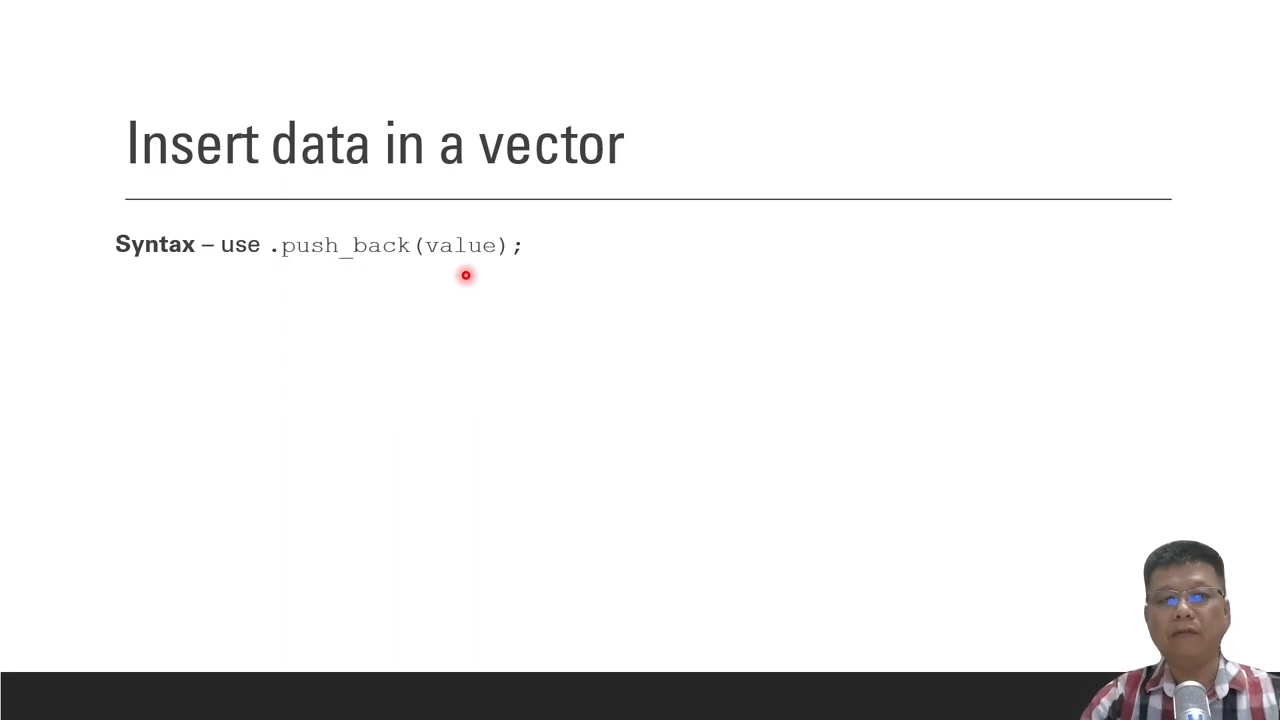 Insert data in a vector
Syntax – use .push_back(value);